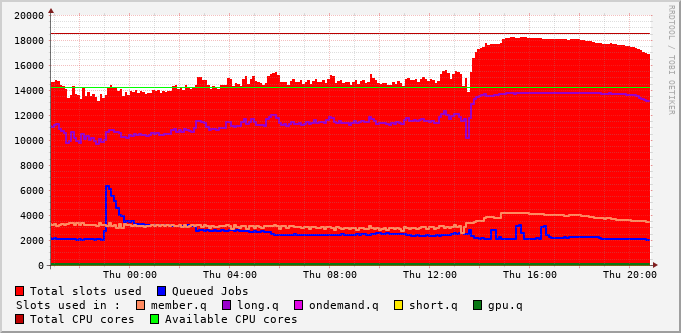 20000
18000
16000
14000
12000
10000
8000
6000
4000
2000
0
Thu 00:00 Thu 04:00 Thu 08:00 Thu 12:00 Thu 16:00 Thu 20:00
RRDTOOL / TOBI OETIKER
Total slots used Queued Jobs
Slots used in : member.q long.q ondemand.q short.q gpu.q
Total CPU cores Available CPU cores